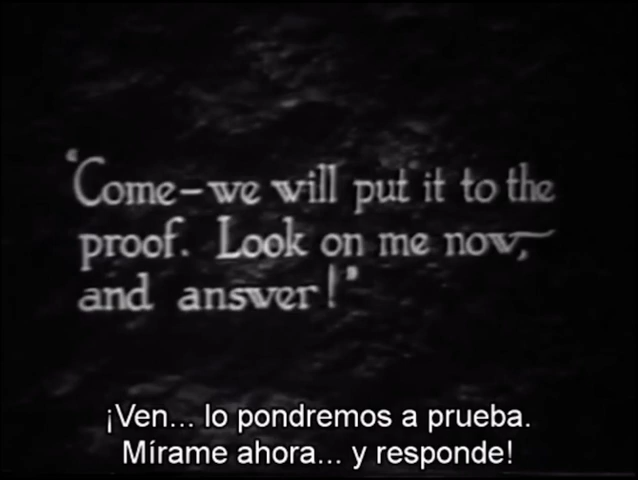 "Come–we will put it to the
proof. Look on me now,
and answer!"
¡Ven... lo pondremos a prueba.
Mírame ahora... y responde!